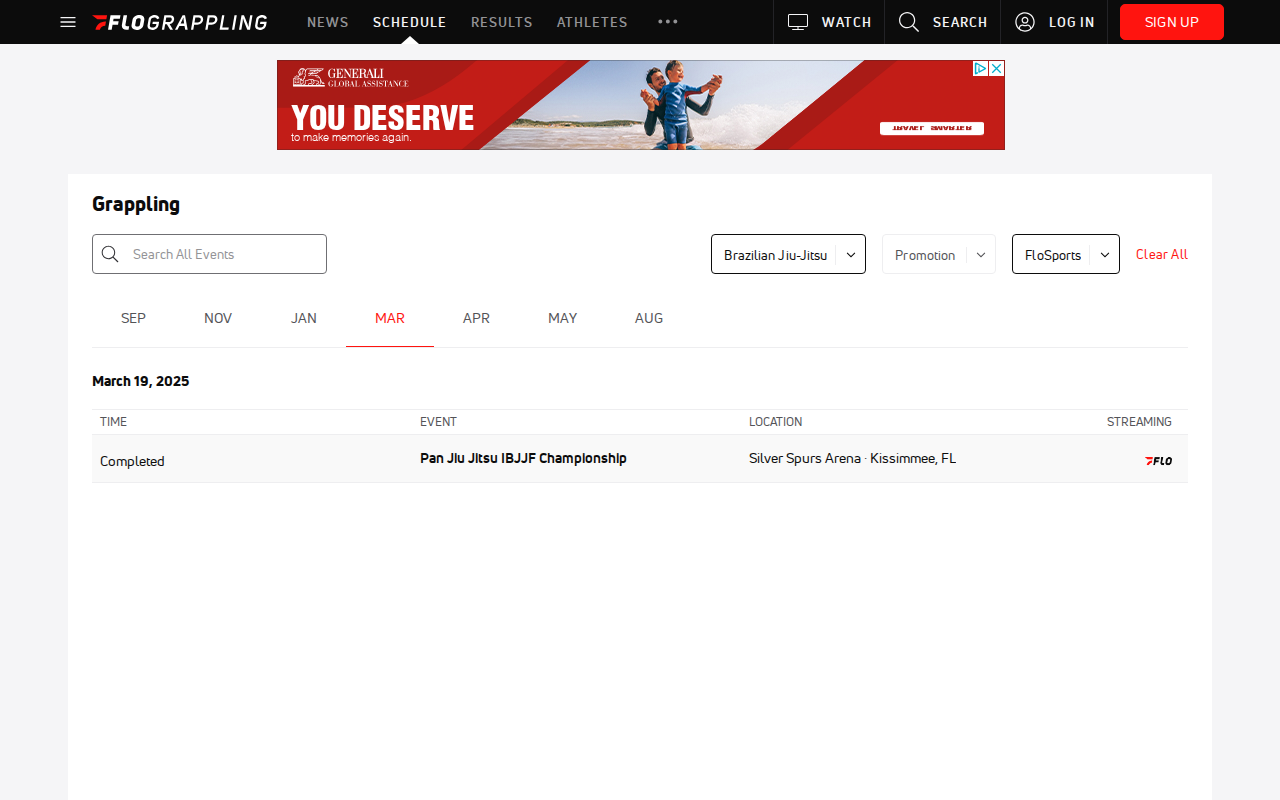 FLOGRAPPLING NEWS SCHEDULE RESULTS ATHLETES WATCH SEARCH LOG IN SIGN UP
GENERALI
GLOBAL ASSISTANCE
YOU DESERVE
to make memories again.
TRAVEL SMARTER
Grappling
Search All Events Brazilian Jiu-Jitsu Promotion FloSports Clear All
SEP NOV JAN MAR APR MAY AUG
March 19, 2025
TIME EVENT LOCATION STREAMING
Completed Pan Jiu Jitsu IBJJF Championship Silver Spurs Arena · Kissimmee, FL FLO